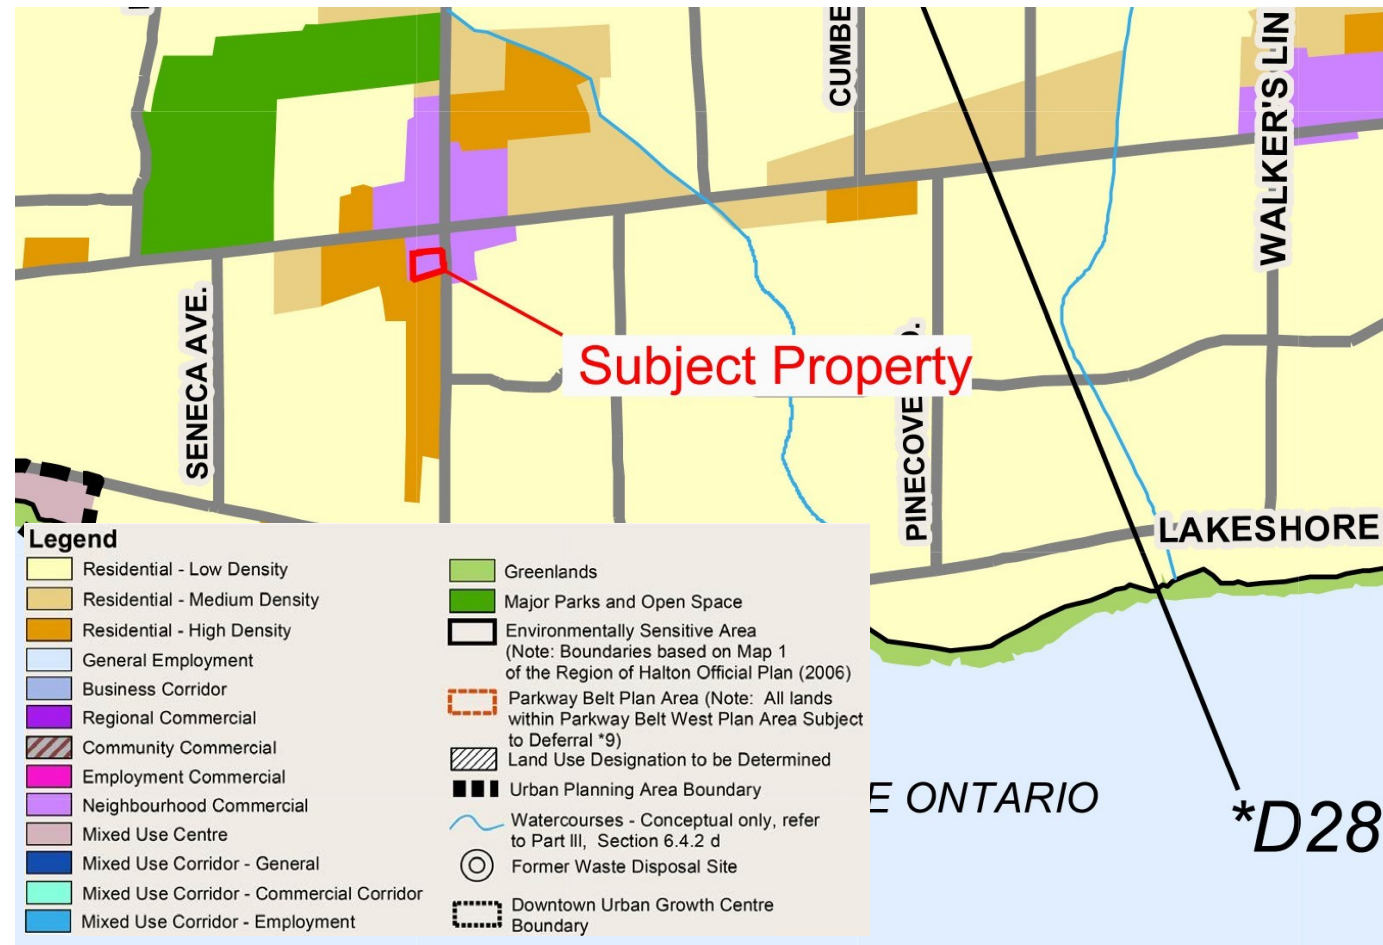 CUMBE
WALKER'S LIN
SENECA AVE.
Subject Property
PINECOVE
LAKESHORE
Legend
Residential - Low Density
Residential - Medium Density
Residential - High Density
General Employment
Business Corridor
Regional Commercial
Community Commercial
Employment Commercial
Neighbourhood Commercial
Mixed Use Centre
Mixed Use Corridor - General
Mixed Use Corridor - Commercial Corridor
Mixed Use Corridor - Employment
Greenlands
Major Parks and Open Space
Environmentally Sensitive Area
(Note: Boundaries based on Map 1
of the Region of Halton Official Plan (2006)
Parkway Belt Plan Area (Note: All lands
within Parkway Belt West Plan Area Subject
to Deferral *9)
Land Use Designation to be Determined
Urban Planning Area Boundary
Watercourses - Conceptual only, refer
to Part III, Section 6.4.2 d
Former Waste Disposal Site
Downtown Urban Growth Centre
Boundary
E ONTARIO
*D28